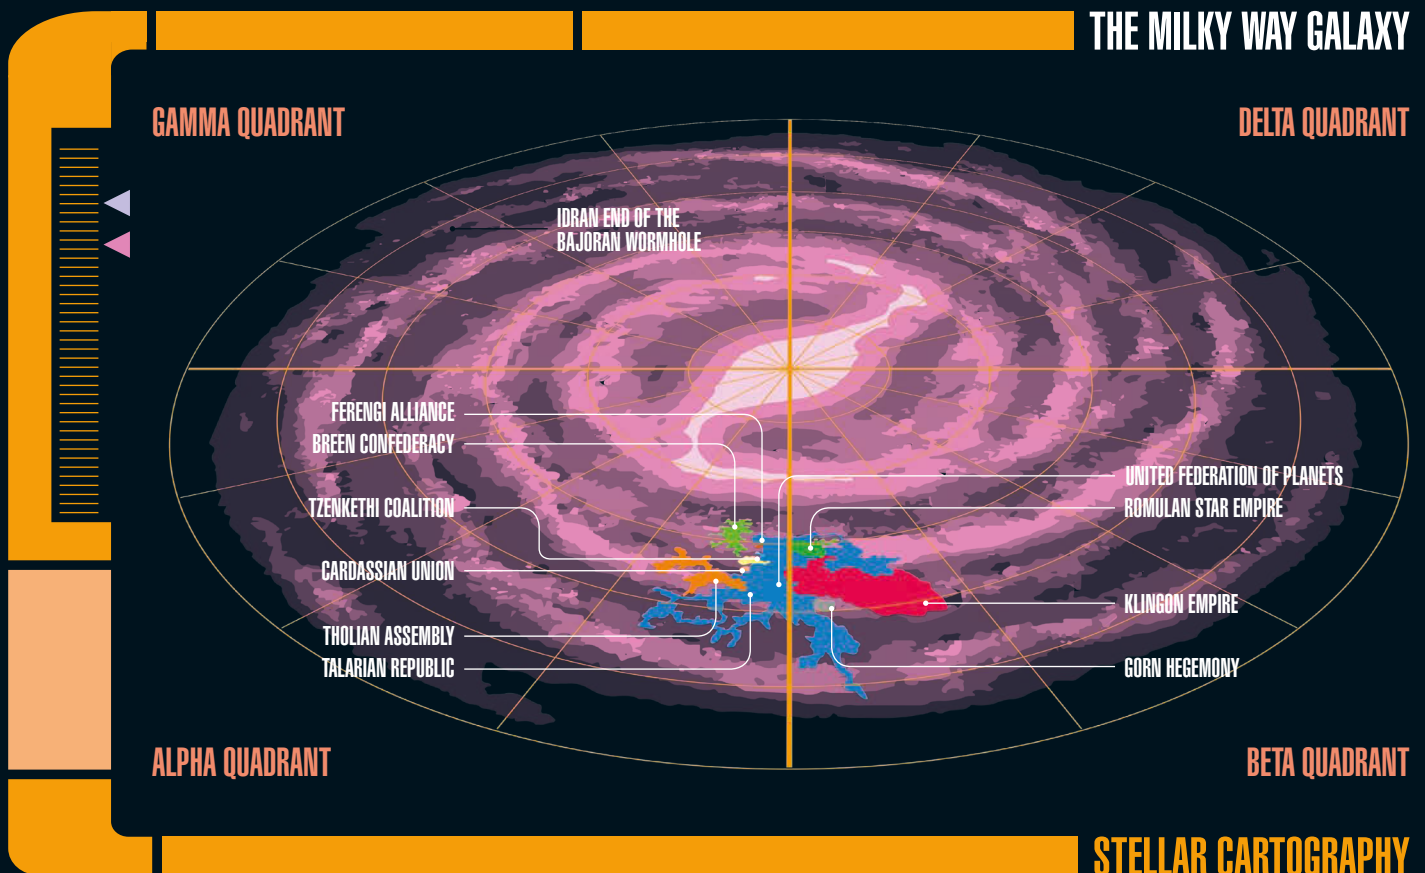 THE MILKY WAY GALAXY
GAMMA QUADRANT
DELTA QUADRANT
IDRAN END OF THE
BAJORAN WORMHOLE
FERENGI ALLIANCE
BREEN CONFEDERACY
UNITED FEDERATION OF PLANETS
TZENKETHI COALITION
ROMULAN STAR EMPIRE
CARDASSIAN UNION
KLINGON EMPIRE
THOLIAN ASSEMBLY
TALARIAN REPUBLIC
GORN HEGEMONY
ALPHA QUADRANT
BETA QUADRANT
STELLAR CARTOGRAPHY